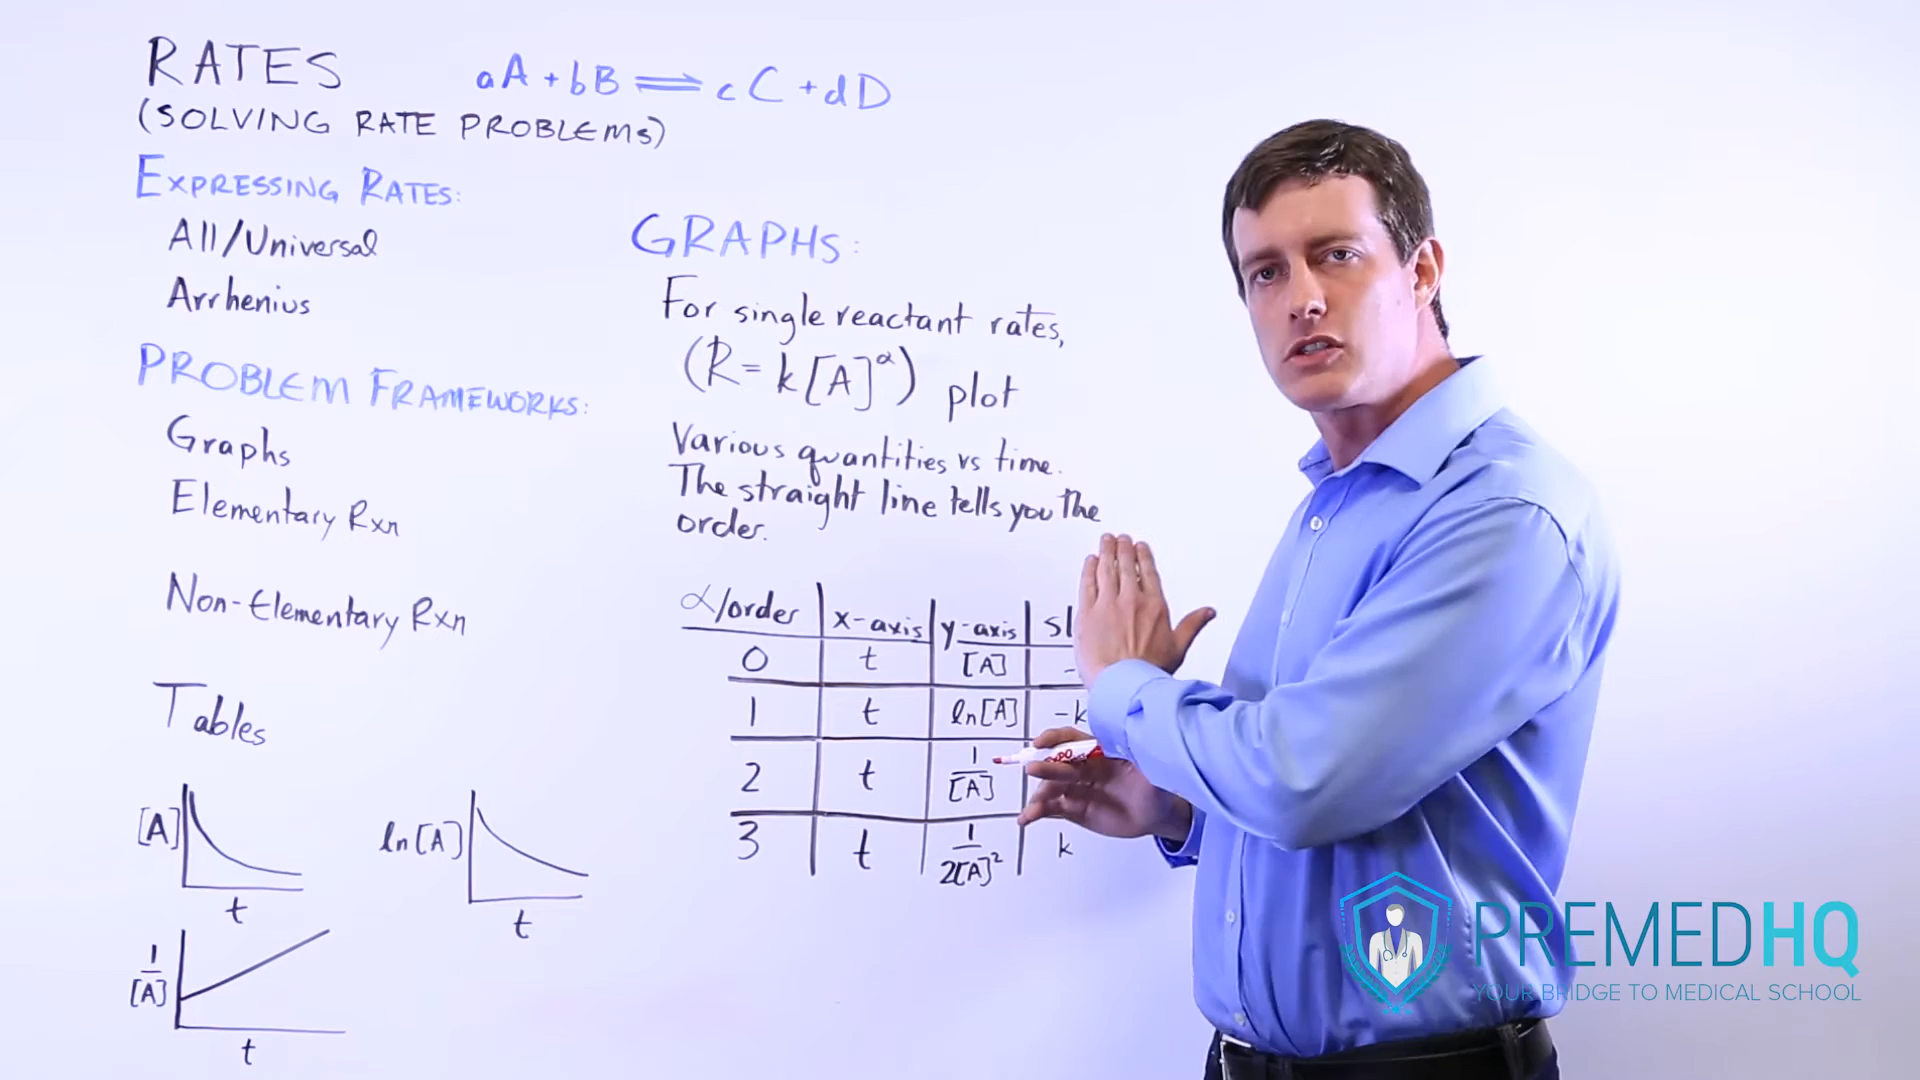 RATES
aA + bB ⇌ cC + dD
(SOLVING RATE PROBLEMS)
EXPRESSING RATES:
All/Universal
Arrhenius
PROBLEM FRAMEWORKS:
Graphs
Elementary Rxn
Non-Elementary Rxn
Tables
[A]
t
ln[A]
t
1/[A]
t
GRAPHS:
For single reactant rates,
(R = k[A]^α) plot
Various quantities vs time.
The straight line tells you the
order.
α/order x-axis y-axis sl
0 t [A] -
1 t ln[A] -k
2 t 1/[A]
3 t 1/2[A]² k
EXPO
PREMEDHQ
YOUR BRIDGE TO MEDICAL SCHOOL